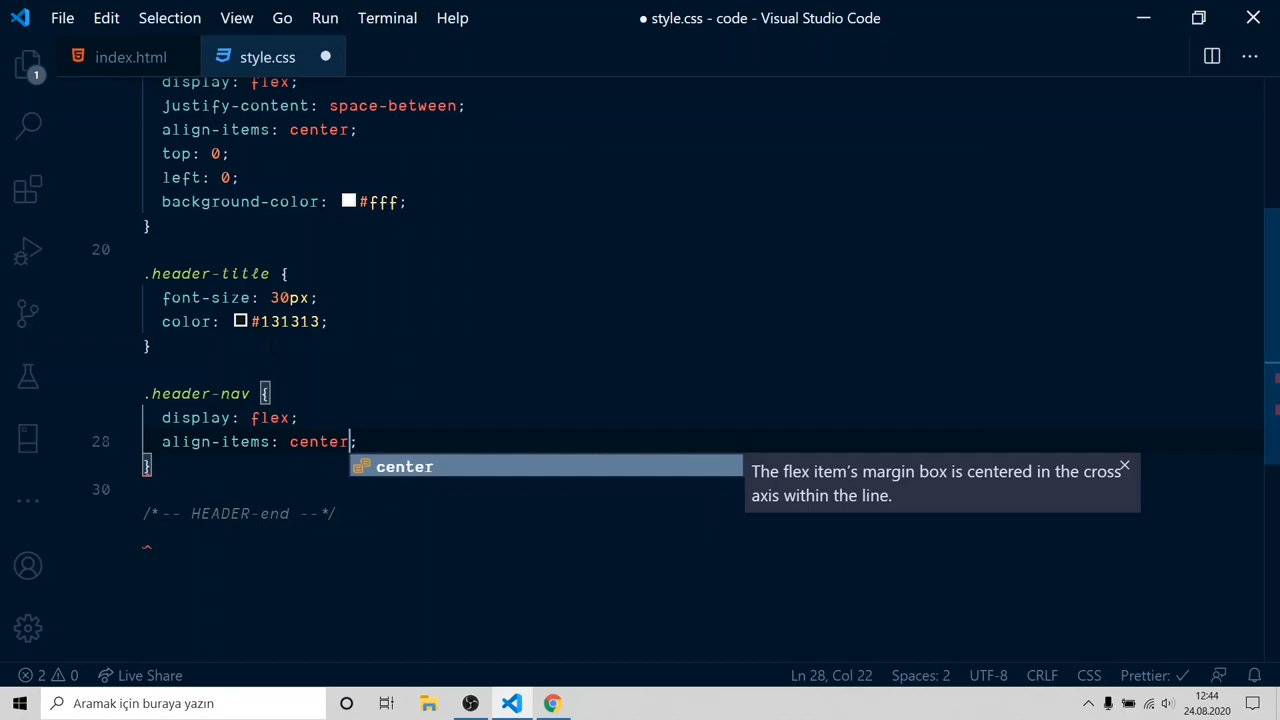 File Edit Selection View Go Run Terminal Help ● style.css - code - Visual Studio Code
index.html style.css
1
display: flex;
justify-content: space-between;
align-items: center;
top: 0;
left: 0;
background-color: #fff;
}
20
.header-title {
font-size: 30px;
color: #131313;
}
.header-nav {
display: flex;
28 align-items: center;
} center The flex item's margin box is centered in the cross
axis within the line.
30
/*-- HEADER-end --*/
2 0 Live Share Ln 28, Col 22 Spaces: 2 UTF-8 CRLF CSS Prettier: ✓
Aramak için buraya yazın 12:44
24.08.2020